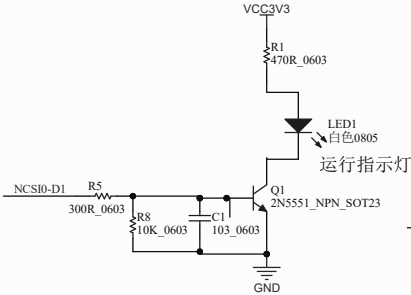 VCC3V3
R1
470R_0603
LED1
白色0805
运行指示灯
NCSI0-D1
R5
300R_0603
Q1
2N5551_NPN_SOT23
R8
10K_0603
C1
103_0603
GND